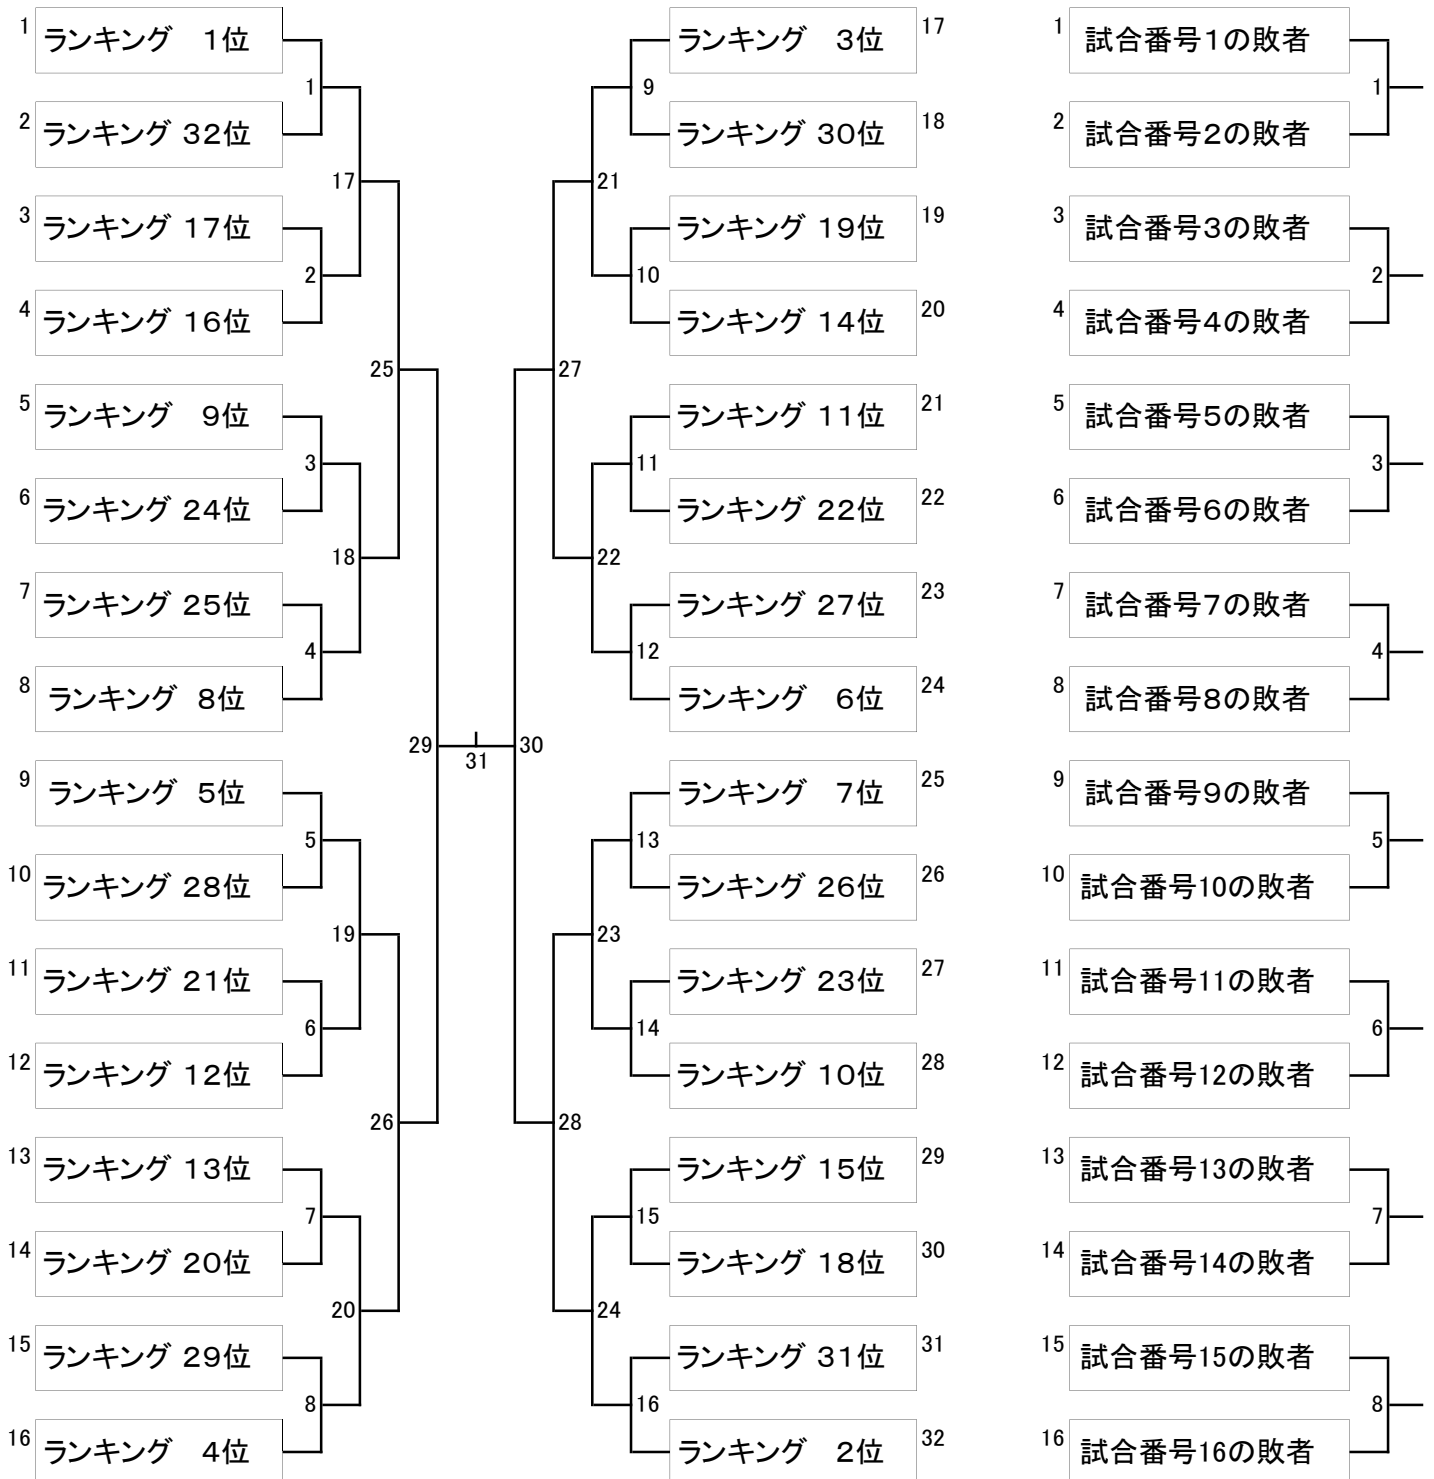 1 ランキング　1位
2 ランキング 32位
3 ランキング 17位
4 ランキング 16位
5 ランキング　9位
6 ランキング 24位
7 ランキング 25位
8 ランキング　8位
9 ランキング　5位
10 ランキング 28位
11 ランキング 21位
12 ランキング 12位
13 ランキング 13位
14 ランキング 20位
15 ランキング 29位
16 ランキング　4位
1
2
3
4
5
6
7
8
17
18
19
20
25
26
29
31
30
27
28
21
22
23
24
9
10
11
12
13
14
15
16
ランキング　3位 17
ランキング 30位 18
ランキング 19位 19
ランキング 14位 20
ランキング 11位 21
ランキング 22位 22
ランキング 27位 23
ランキング　6位 24
ランキング　7位 25
ランキング 26位 26
ランキング 23位 27
ランキング 10位 28
ランキング 15位 29
ランキング 18位 30
ランキング 31位 31
ランキング　2位 32
1 試合番号1の敗者
2 試合番号2の敗者
3 試合番号3の敗者
4 試合番号4の敗者
5 試合番号5の敗者
6 試合番号6の敗者
7 試合番号7の敗者
8 試合番号8の敗者
9 試合番号9の敗者
10 試合番号10の敗者
11 試合番号11の敗者
12 試合番号12の敗者
13 試合番号13の敗者
14 試合番号14の敗者
15 試合番号15の敗者
16 試合番号16の敗者
1
2
3
4
5
6
7
8